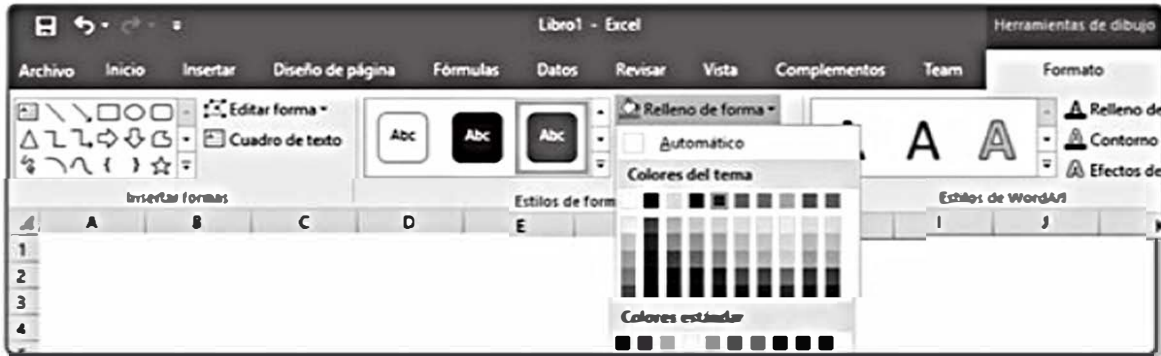 Libro1 - Excel
Herramientas de dibujo
Archivo Inicio Insertar Diseño de página Fórmulas Datos Revisar Vista Complementos Team Formato
Editar forma
Relleno de forma
Relleno de
Abc Abc Abc
Cuadro de texto
Automático
A A
Contorno
Colores del tema
Efectos de
Insertar formas
Estilos de form
Estilos de WordArt
A B C D E I J
1
2
3
4
Colores estándar